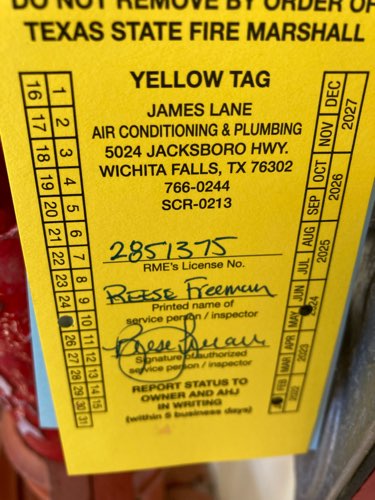 DO NOT REMOVE BY ORDER OF
TEXAS STATE FIRE MARSHALL
YELLOW TAG
JAMES LANE
AIR CONDITIONING & PLUMBING
5024 JACKSBORO HWY.
WICHITA FALLS, TX 76302
766-0244
SCR-0213
2851375
RME's License No.
REESE Freeman
Printed name of
service person / inspector
Signature of authorized
service person / inspector
REPORT STATUS TO
OWNER AND AHJ
IN WRITING
(within 5 business days)
1 2 3 4 5 6 7 8 9 10 11 12 13 14 15
16 17 18 19 20 21 22 23 24 26 27 28 29 30 31
FEB MAR APR MAY JUN JUL AUG SEP OCT NOV DEC
2022 2023 2024 2025 2026 2027